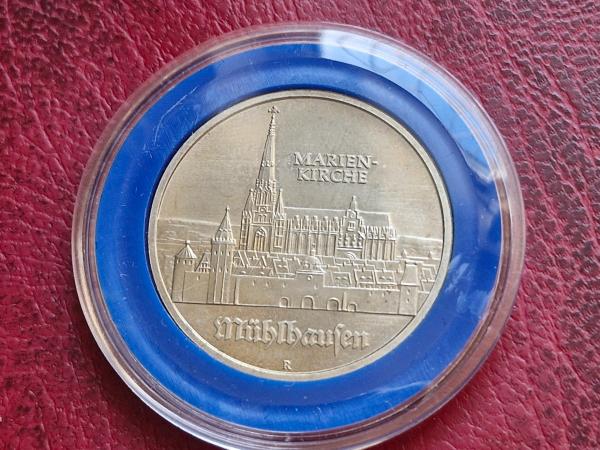 MARIEN-
KIRCHE
Mühlhauſen
R